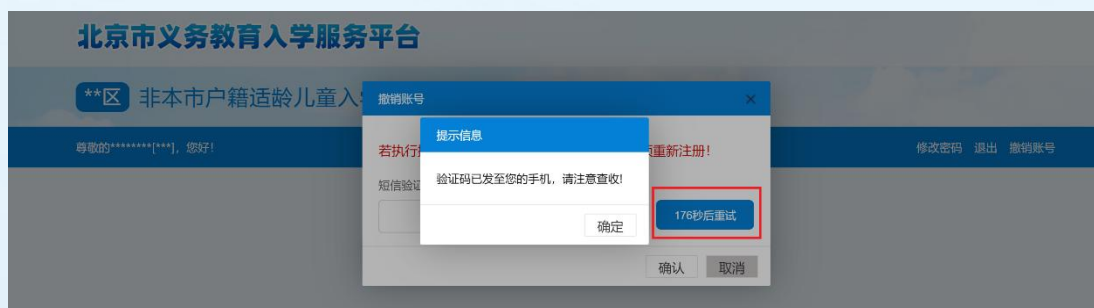 北京市义务教育入学服务平台
**区 非本市户籍适龄儿童入
撤销账号 ×
尊敬的********[***]，您好！ 修改密码 退出 撤销账号
提示信息
若执行 重新注册！
验证码已发至您的手机，请注意查收!
短信验证
176秒后重试
确定
确认 取消